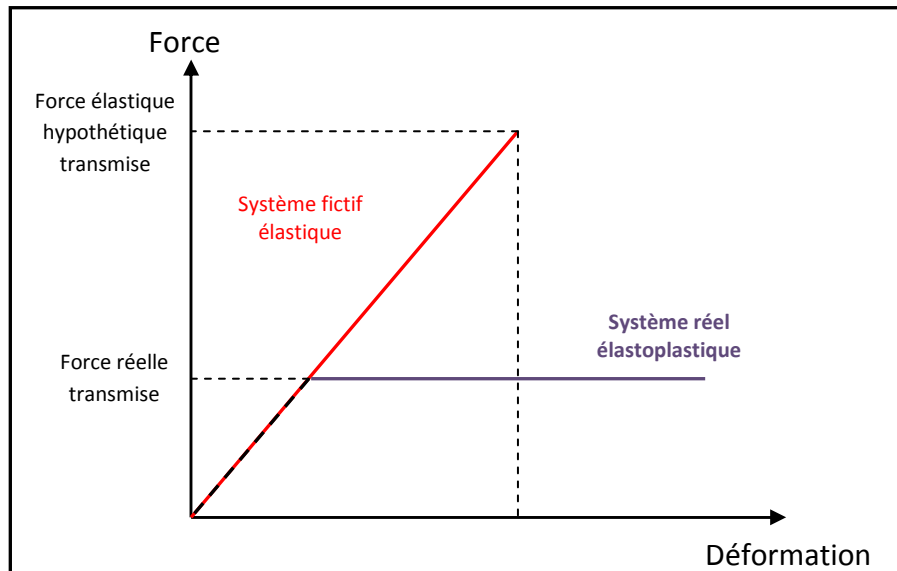 Force
Force élastique
hypothétique
transmise
Système fictif
élastique
Système réel
élastoplastique
Force réelle
transmise
Déformation